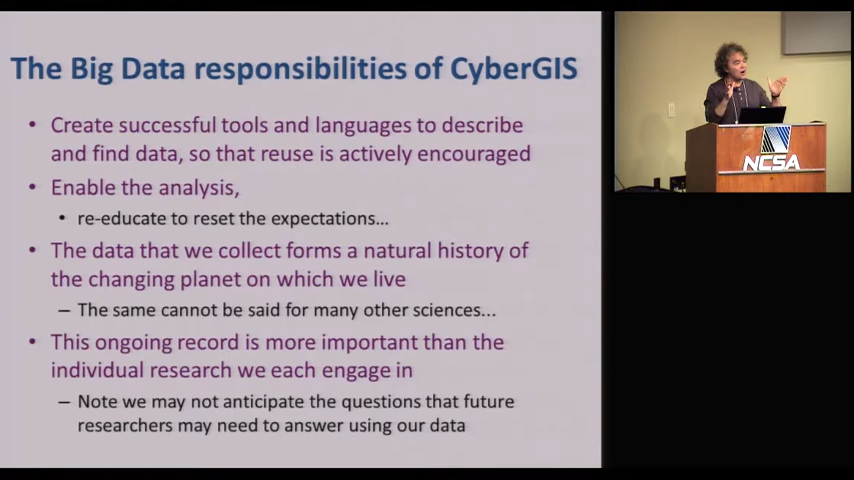 The Big Data responsibilities of CyberGIS
• Create successful tools and languages to describe
and find data, so that reuse is actively encouraged
• Enable the analysis,
• re-educate to reset the expectations...
• The data that we collect forms a natural history of
the changing planet on which we live
– The same cannot be said for many other sciences...
• This ongoing record is more important than the
individual research we each engage in
– Note we may not anticipate the questions that future
researchers may need to answer using our data
NCSA